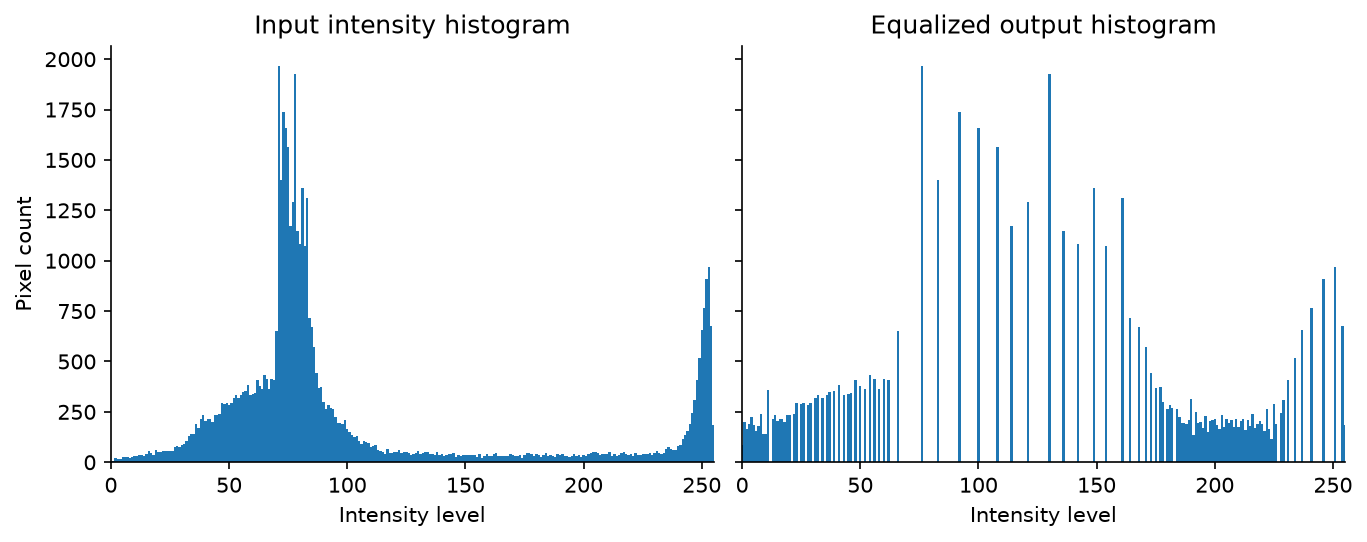 Input intensity histogram
Equalized output histogram
Pixel count
2000
1750
1500
1250
1000
750
500
250
0
0 50 100 150 200 250
0 50 100 150 200 250
Intensity level
Intensity level